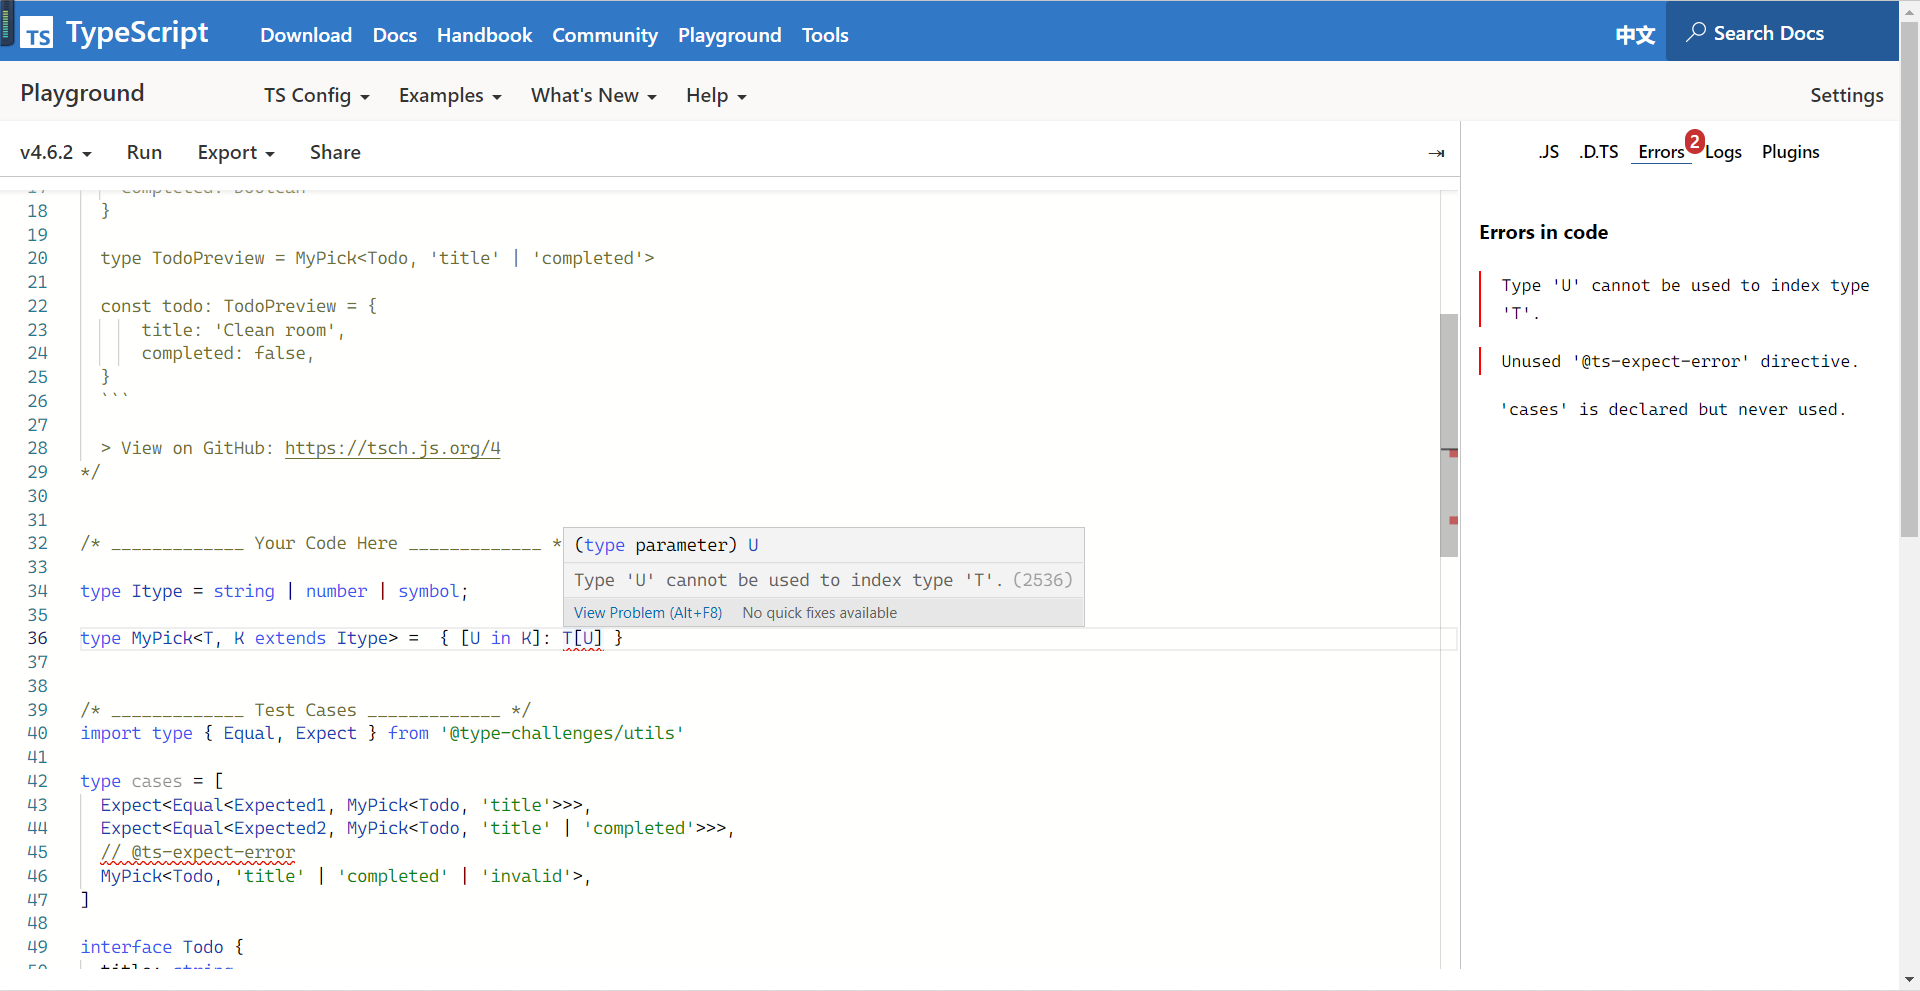 TS TypeScript Download Docs Handbook Community Playground Tools 中文 Search Docs
Playground TS Config Examples What's New Help Settings
v4.6.2 Run Export Share .JS .D.TS Errors 2 Logs Plugins
17 completed: boolean
18 }
19
20 type TodoPreview = MyPick<Todo, 'title' | 'completed'>
21
22 const todo: TodoPreview = {
23 title: 'Clean room',
24 completed: false,
25 }
26 ```
27
28 > View on GitHub: https://tsch.js.org/4
29 */
30
31
32 /* _____________ Your Code Here _____________ *
33
34 type Itype = string | number | symbol;
35
36 type MyPick<T, K extends Itype> = { [U in K]: T[U] }
37
38
39 /* _____________ Test Cases _____________ */
40 import type { Equal, Expect } from '@type-challenges/utils'
41
42 type cases = [
43 Expect<Equal<Expected1, MyPick<Todo, 'title'>>>,
44 Expect<Equal<Expected2, MyPick<Todo, 'title' | 'completed'>>>,
45 // @ts-expect-error
46 MyPick<Todo, 'title' | 'completed' | 'invalid'>,
47 ]
48
49 interface Todo {
50 title: string
(type parameter) U
Type 'U' cannot be used to index type 'T'. (2536)
View Problem (Alt+F8) No quick fixes available
Errors in code
Type 'U' cannot be used to index type
'T'.
Unused '@ts-expect-error' directive.
'cases' is declared but never used.